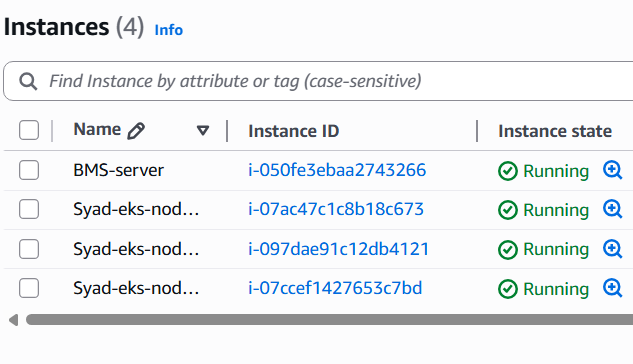 Instances (4) Info
Find Instance by attribute or tag (case-sensitive)
Name Instance ID Instance state
BMS-server i-050fe3ebaa2743266 Running
Syad-eks-nod... i-07ac47c1c8b18c673 Running
Syad-eks-nod... i-097dae91c12db4121 Running
Syad-eks-nod... i-07ccef1427653c7bd Running